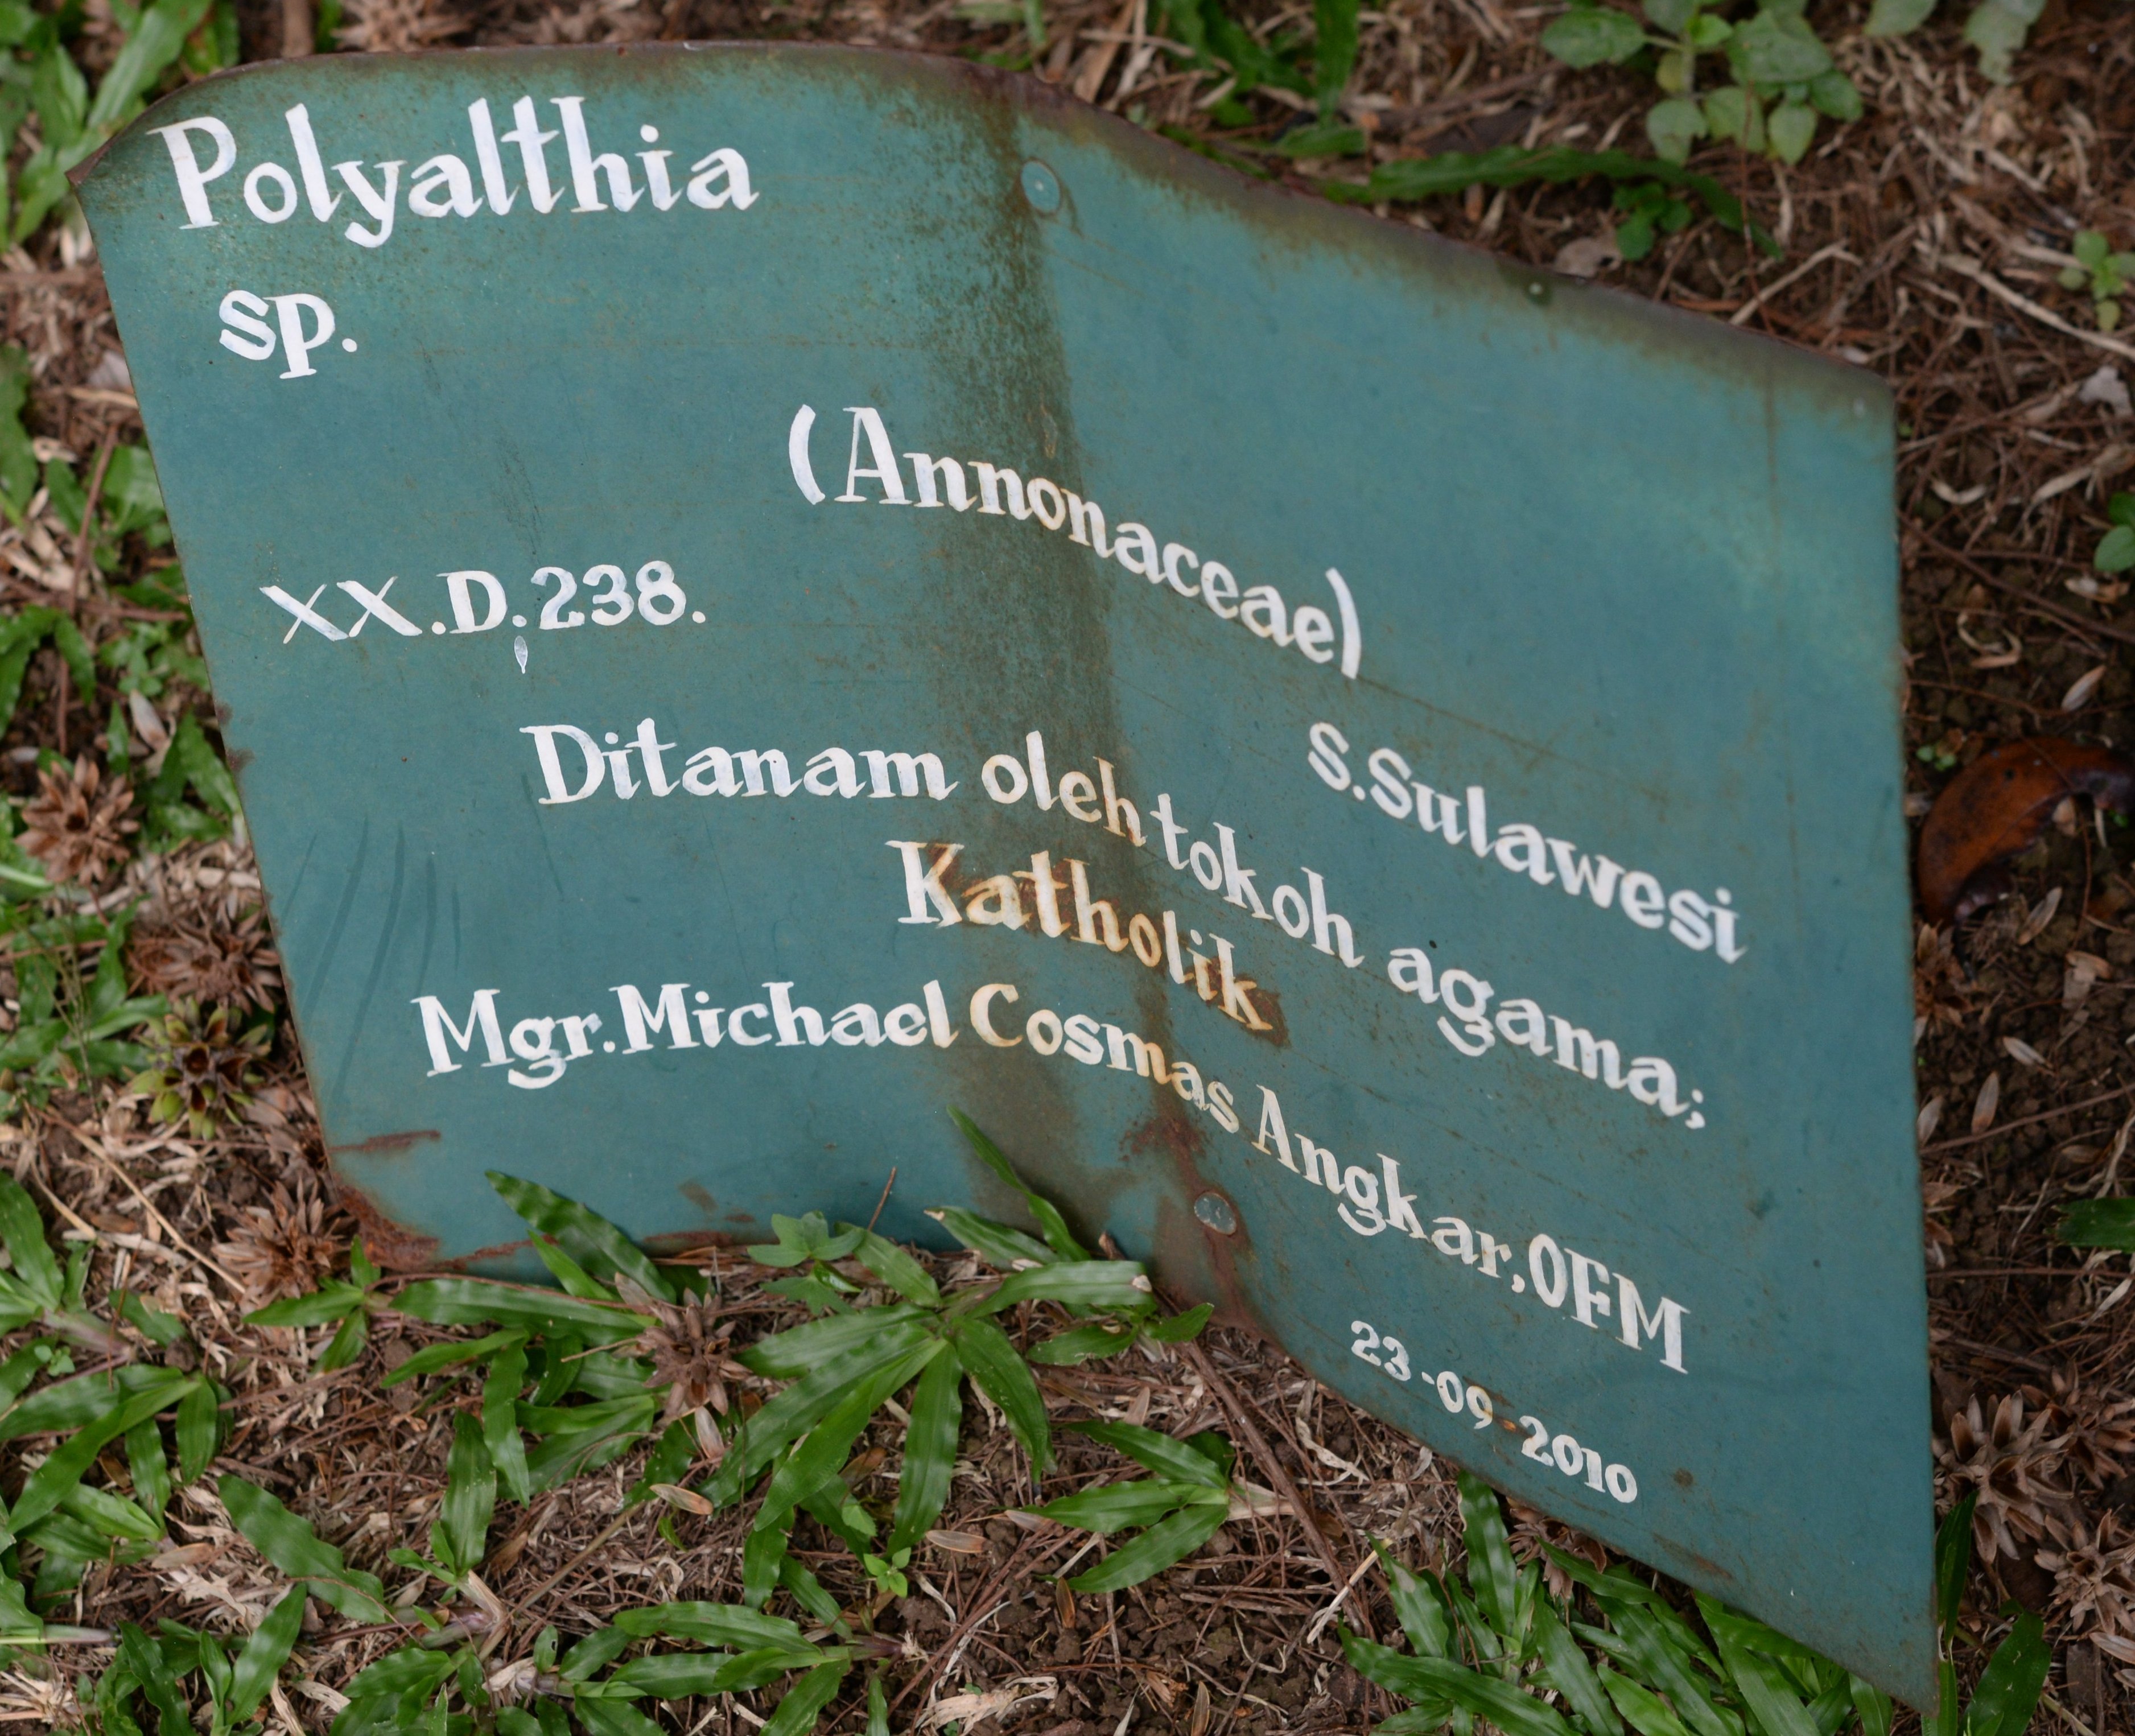 Polyalthia
sp.
(Annonaceae)
XX.D.238.
S.Sulawesi
Ditanam oleh tokoh agama;
Katholik
Mgr.Michael Cosmas Angkar,OFM
23-09-2010